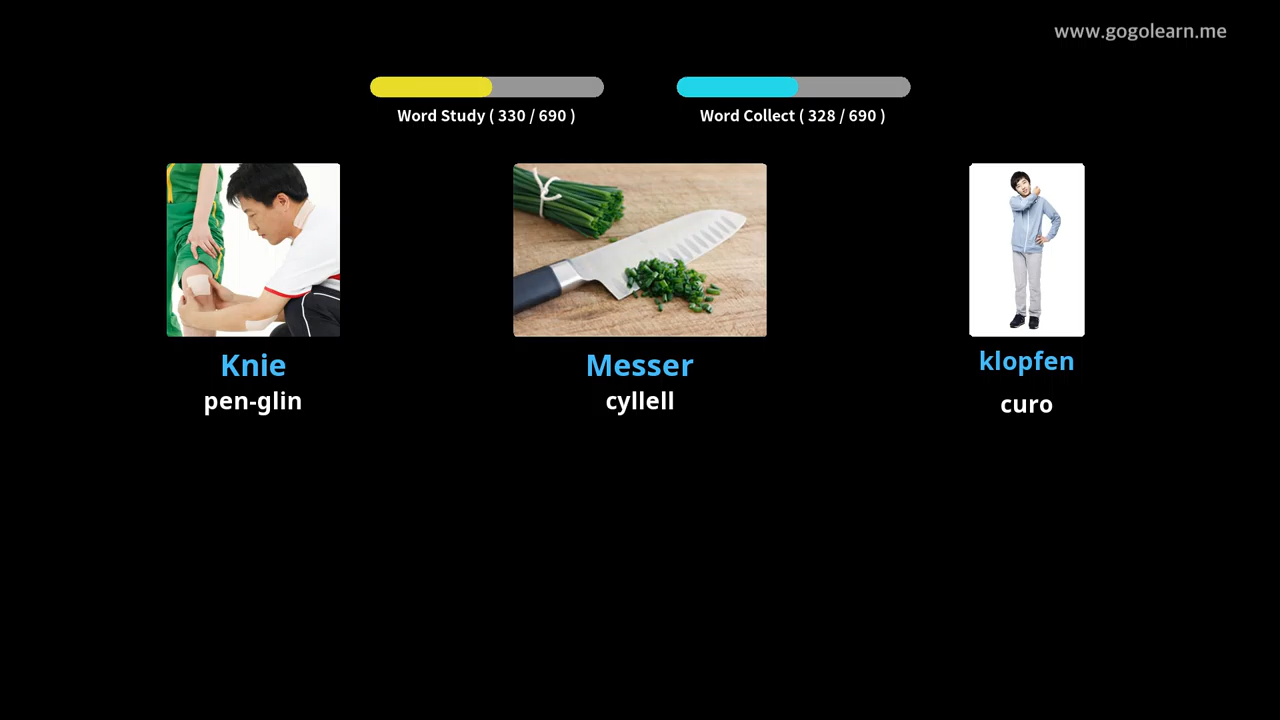 www.gogolearn.me
Word Study ( 330 / 690 )
Word Collect ( 328 / 690 )
Knie
pen-glin
Messer
cyllell
klopfen
curo